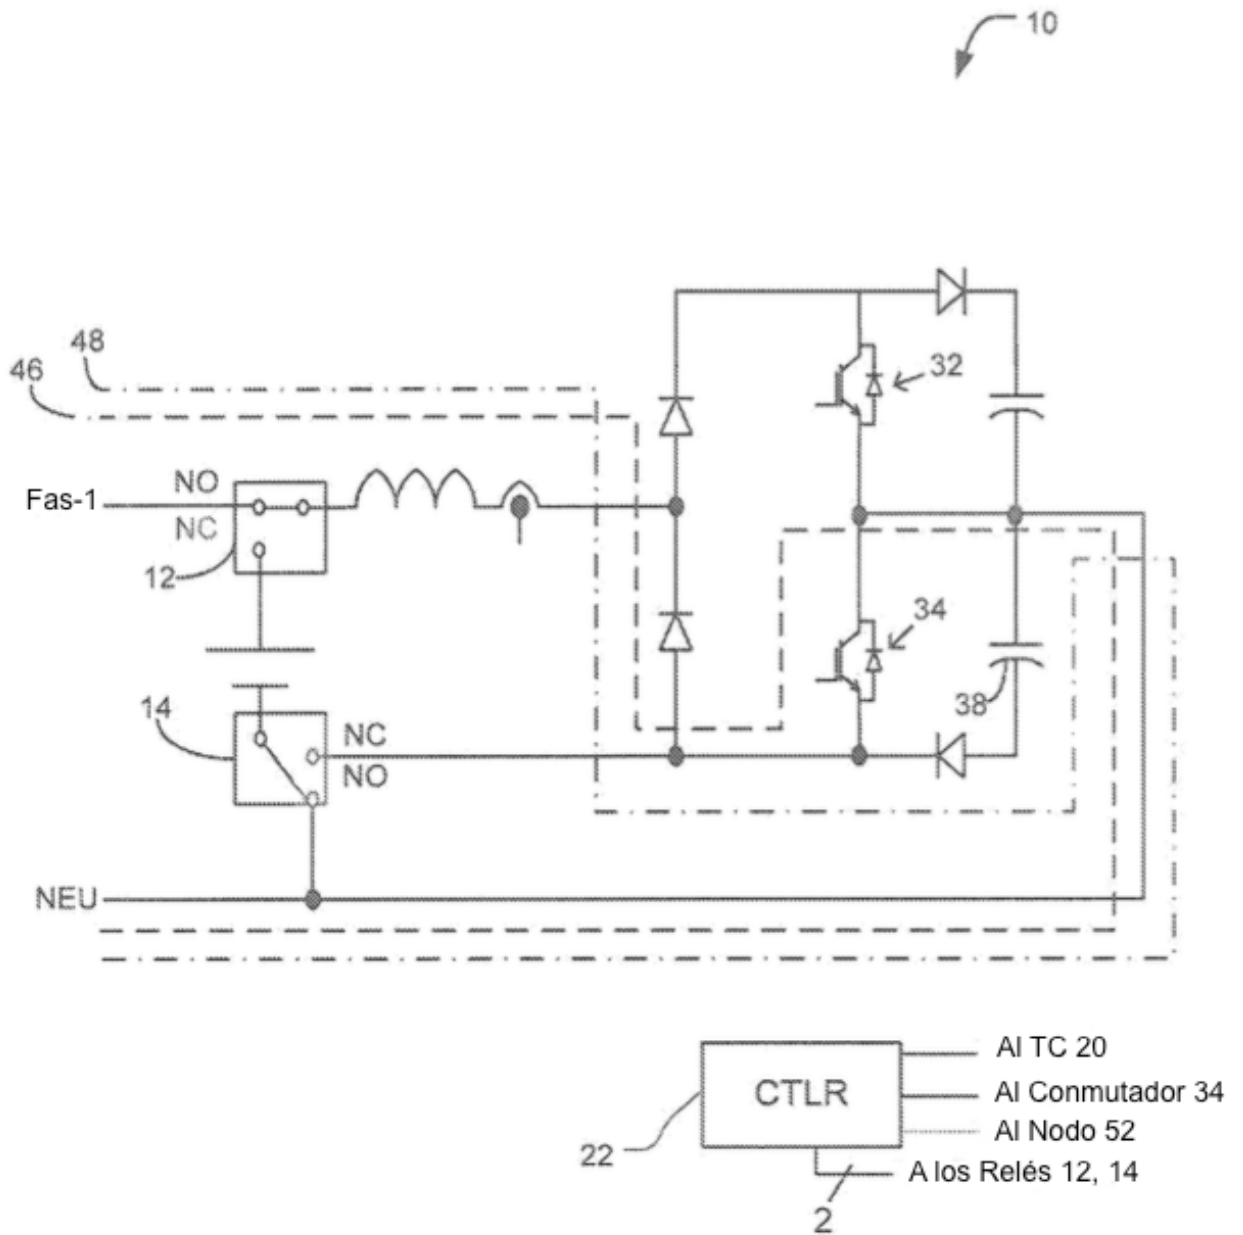 10
48
46
32
NO
Fas-1
NC
12
34
14
38
NC
NO
NEU
CTLR
Al TC 20
Al Conmutador 34
Al Nodo 52
A los Relés 12, 14
22
2